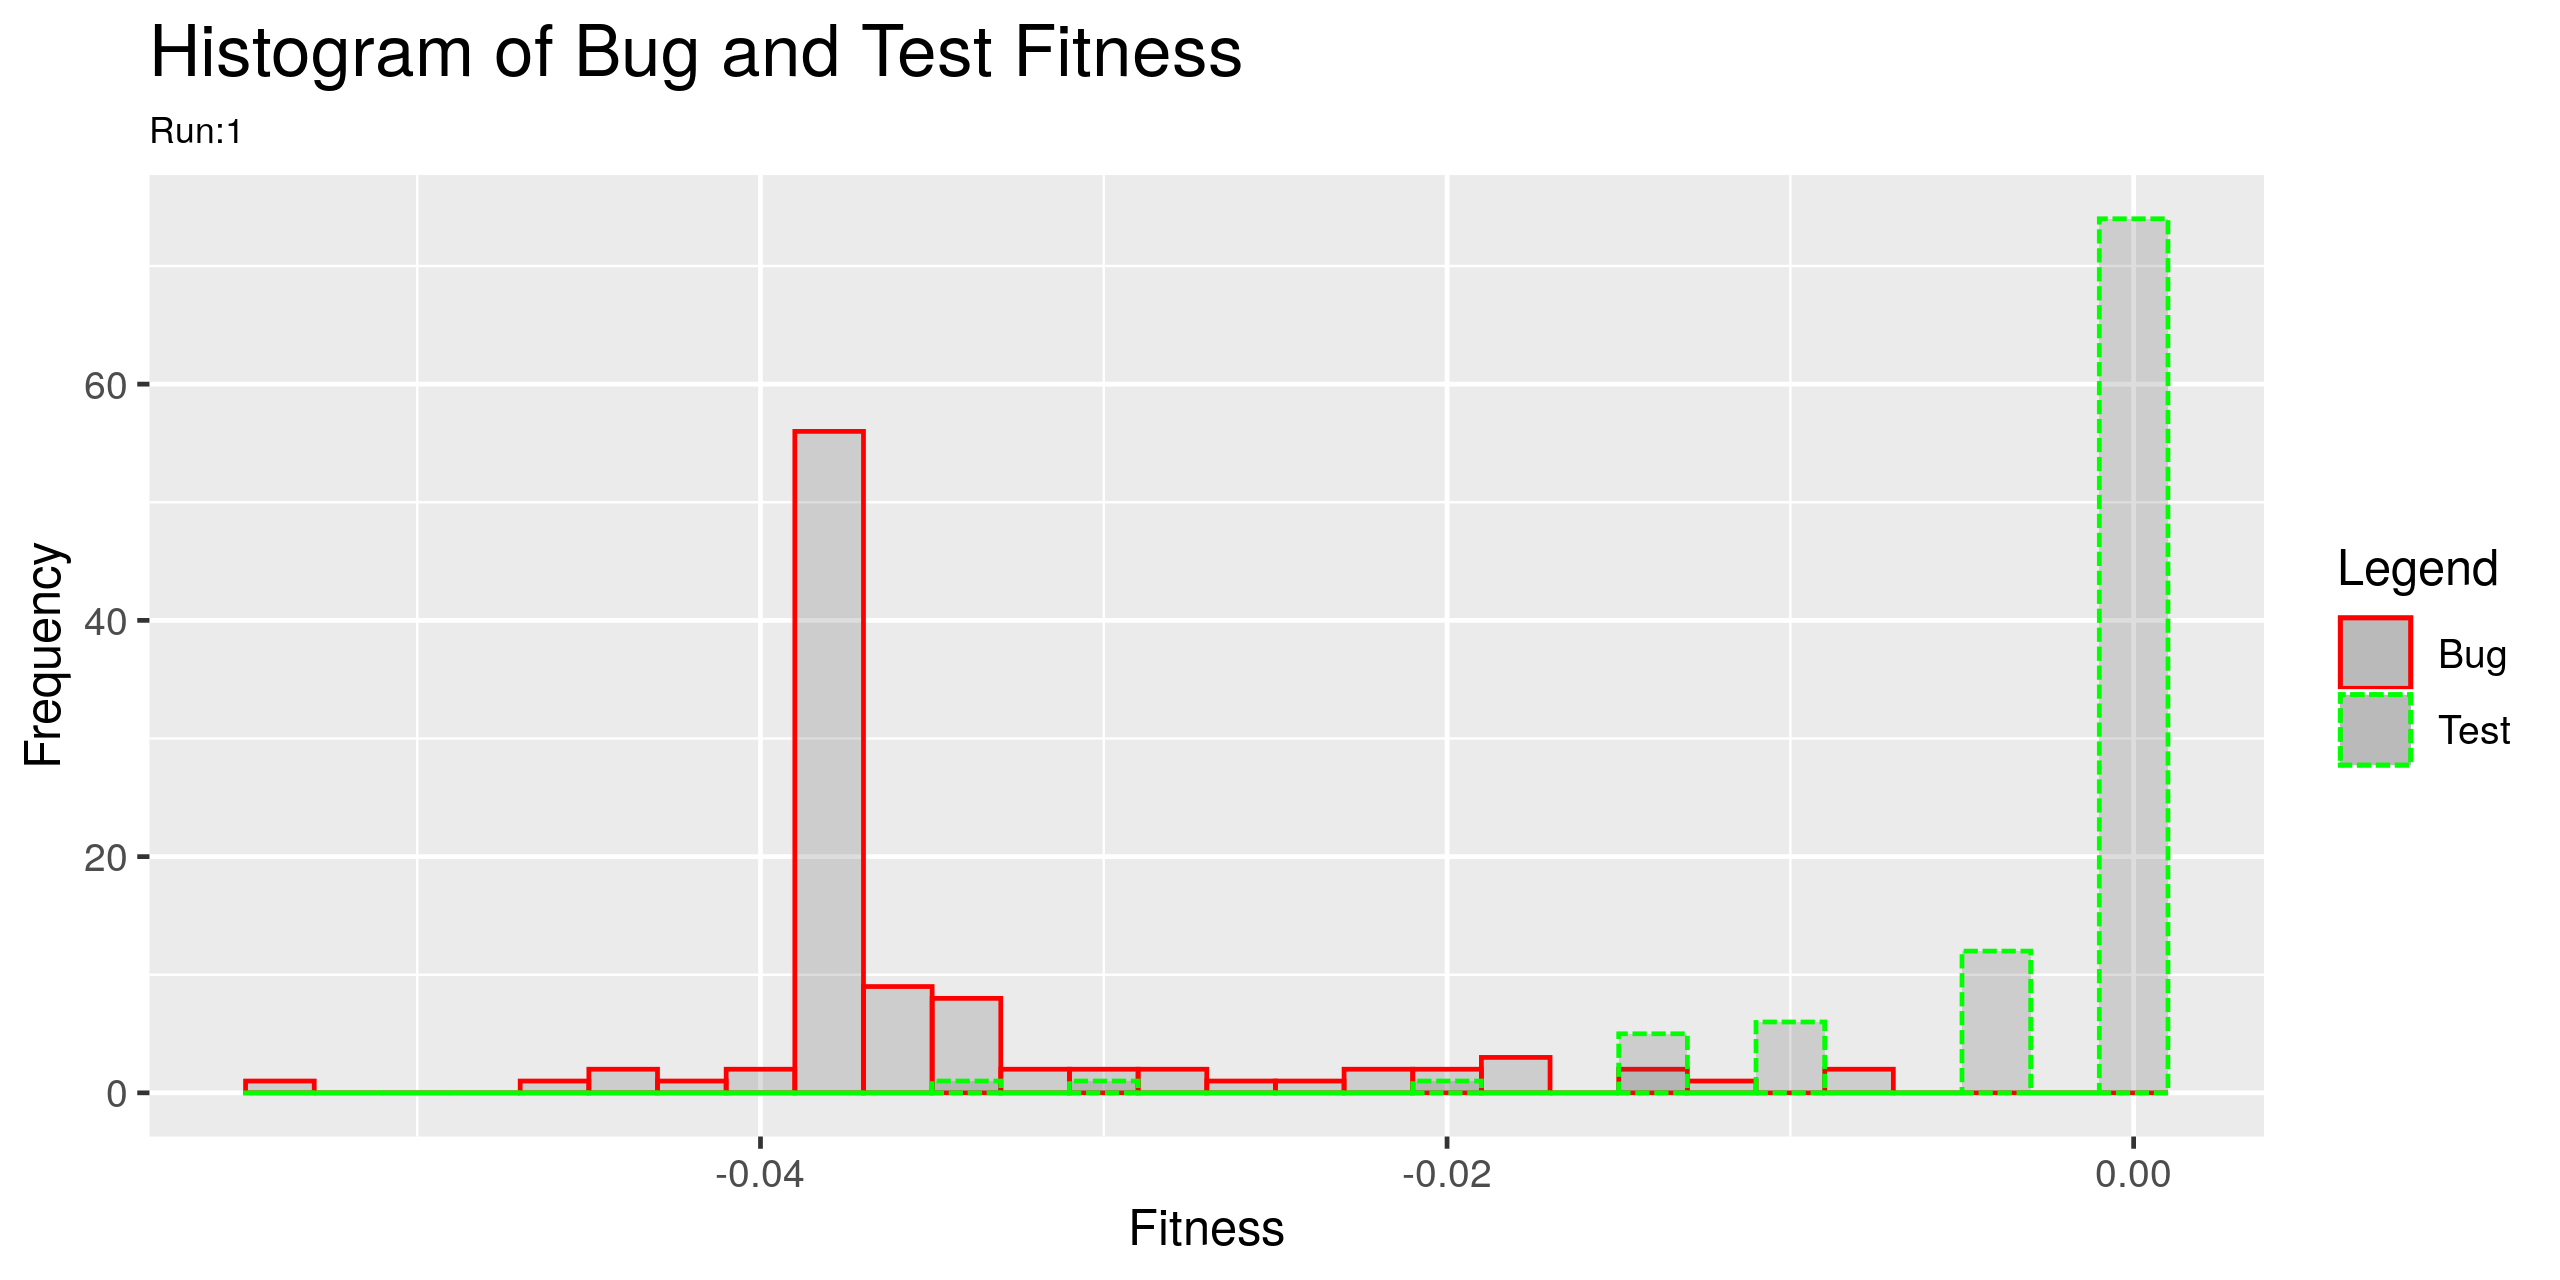 Histogram of Bug and Test Fitness
Run:1
Frequency
60
40
20
0
-0.04
-0.02
0.00
Fitness
Legend
Bug
Test